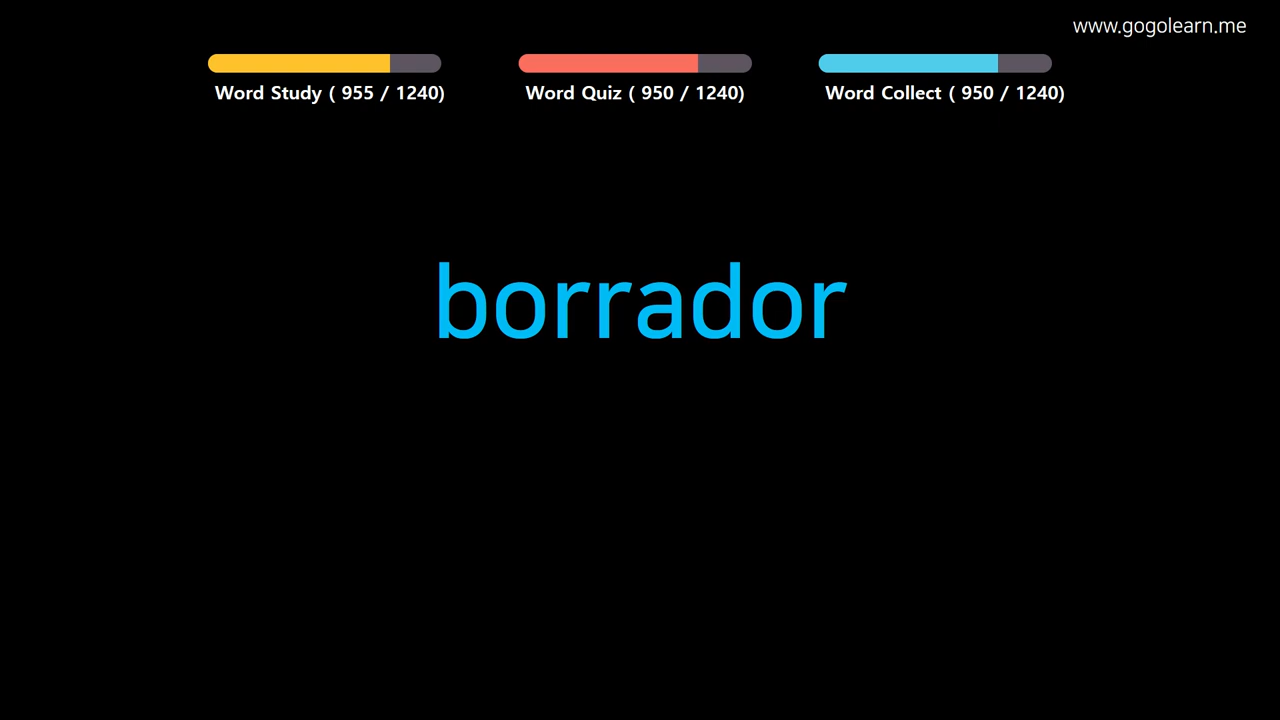 www.gogolearn.me
Word Study ( 955 / 1240)
Word Quiz ( 950 / 1240)
Word Collect ( 950 / 1240)
borrador